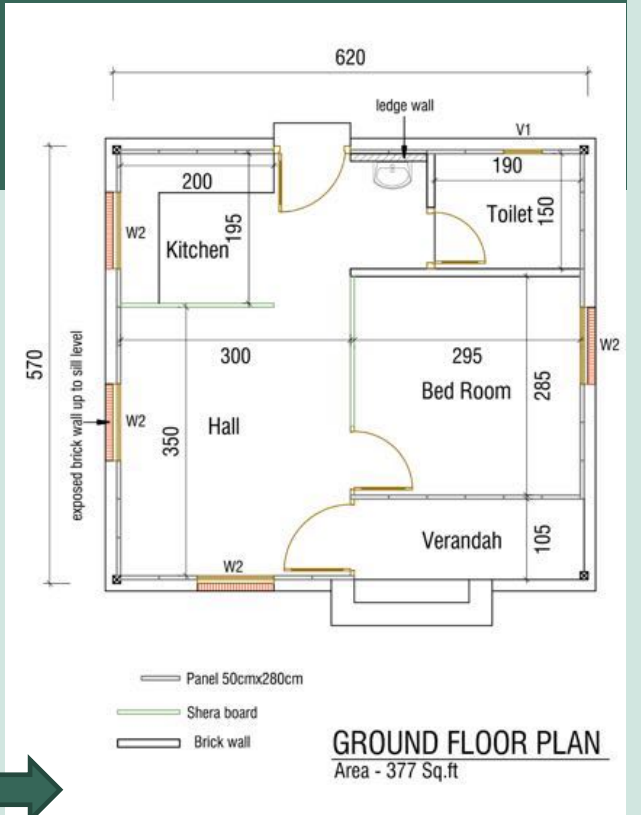 620
ledge wall
V1
200
190
W2
Kitchen
195
Toilet
150
570
300
295
W2
exposed brick wall up to sill level
W2
Hall
350
Bed Room
285
W2
Verandah
105
Panel 50cmx280cm
Shera board
Brick wall
GROUND FLOOR PLAN
Area - 377 Sq.ft